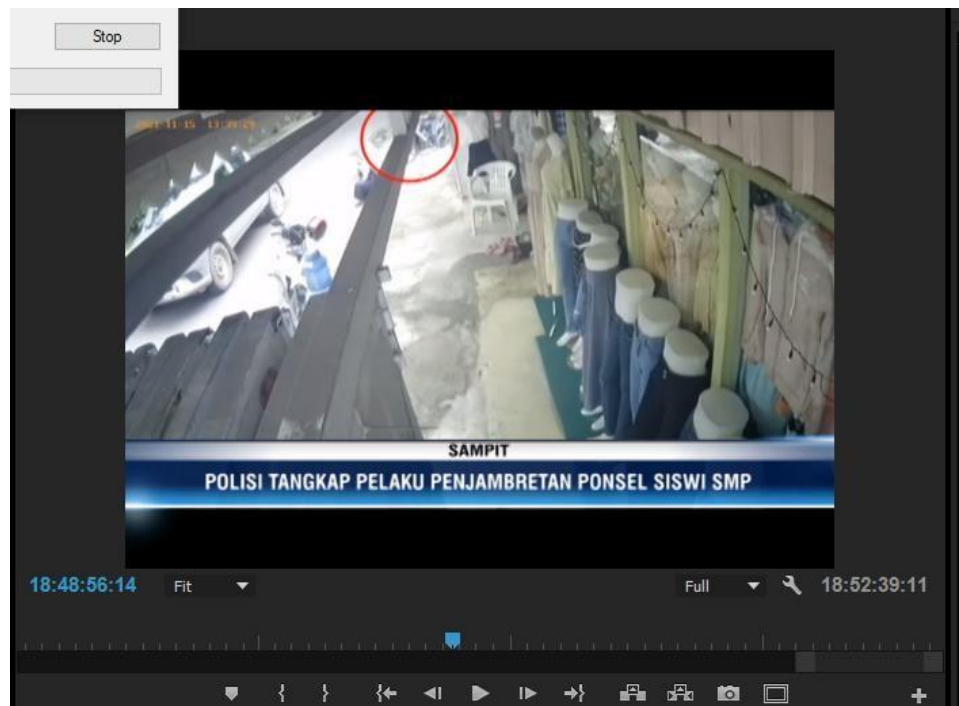 Stop
SAMPIT
POLISI TANGKAP PELAKU PENJAMBRETAN PONSEL SISWI SMP
18:48:56:14
Fit
Full
18:52:39:11